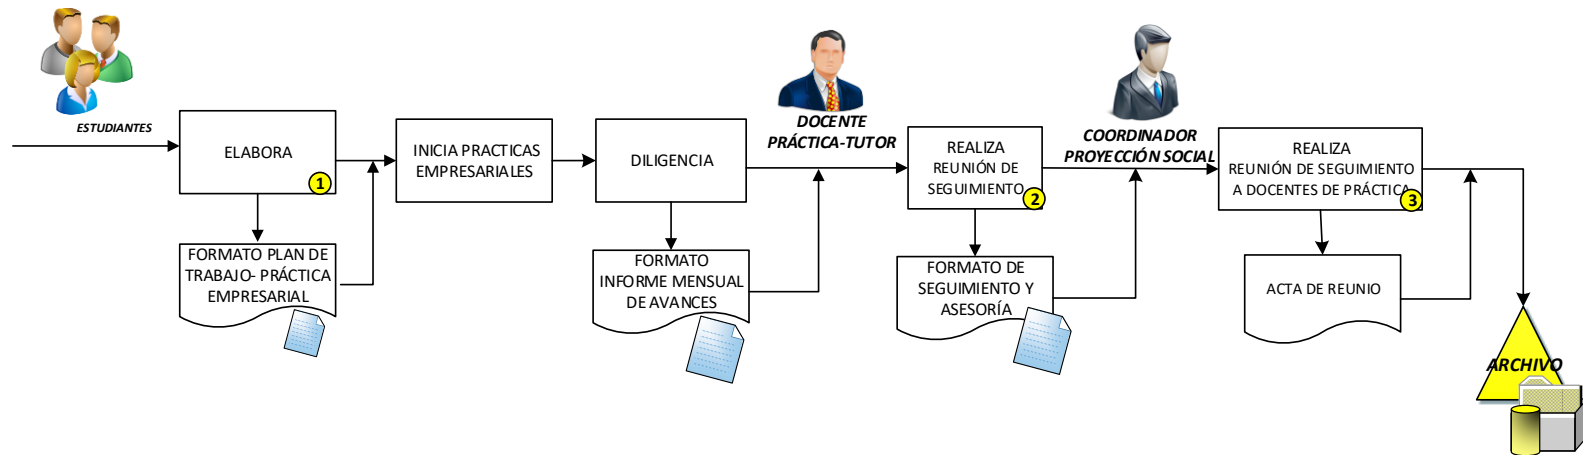 ESTUDIANTES
ELABORA
1
FORMATO PLAN DE
TRABAJO- PRÁCTICA
EMPRESARIAL
INICIA PRACTICAS
EMPRESARIALES
DILIGENCIA
FORMATO
INFORME MENSUAL
DE AVANCES
DOCENTE
PRÁCTICA-TUTOR
REALIZA
REUNIÓN DE
SEGUIMIENTO
2
FORMATO DE
SEGUIMIENTO Y
ASESORÍA
COORDINADOR
PROYECCIÓN SOCIAL
REALIZA
REUNIÓN DE SEGUIMIENTO
A DOCENTES DE PRÁCTICA
3
ACTA DE REUNIO
ARCHIVO